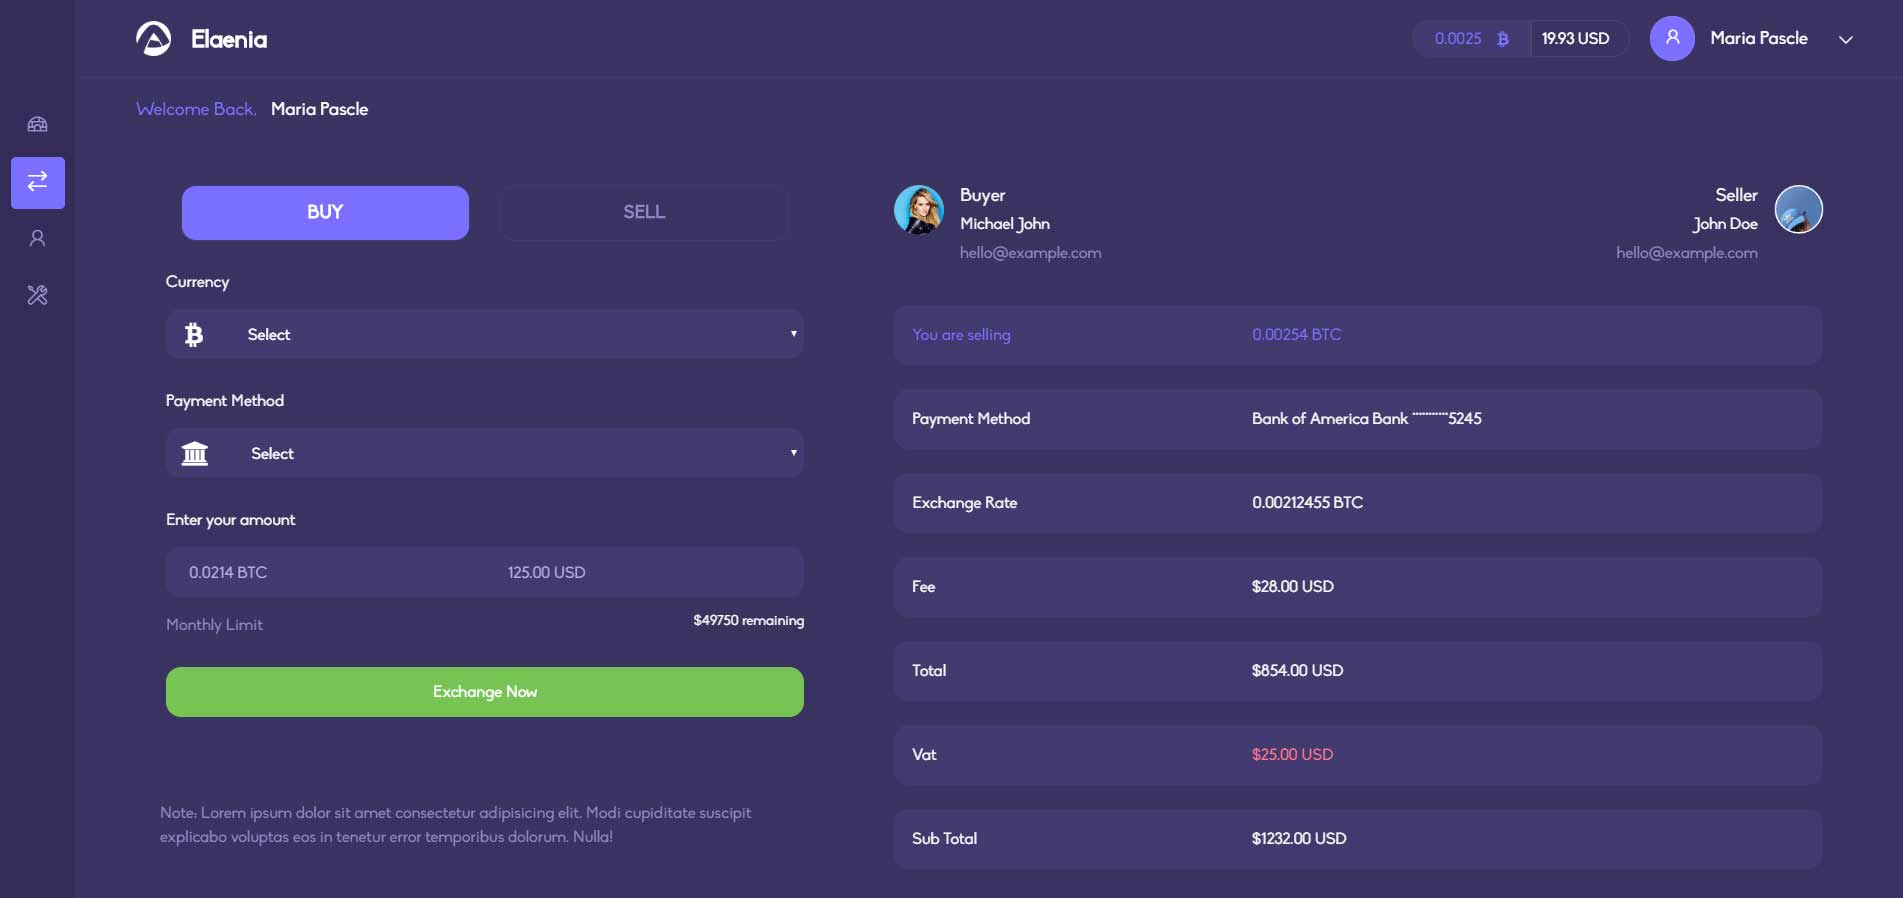 Elaenia
0.0025 19.93 USD
Maria Pascle
Welcome Back, Maria Pascle
BUY
SELL
Currency
Select
Payment Method
Select
Enter your amount
0.0214 BTC 125.00 USD
Monthly Limit $49750 remaining
Exchange Now
Note: Lorem ipsum dolor sit amet consectetur adipisicing elit. Modi cupiditate suscipit
explicabo voluptas eos in tenetur error temporibus dolorum. Nulla!
Buyer
Michael John
hello@example.com
Seller
John Doe
hello@example.com
You are selling 0.00254 BTC
Payment Method Bank of America Bank ***********5245
Exchange Rate 0.00212455 BTC
Fee $28.00 USD
Total $854.00 USD
Vat $25.00 USD
Sub Total $1232.00 USD